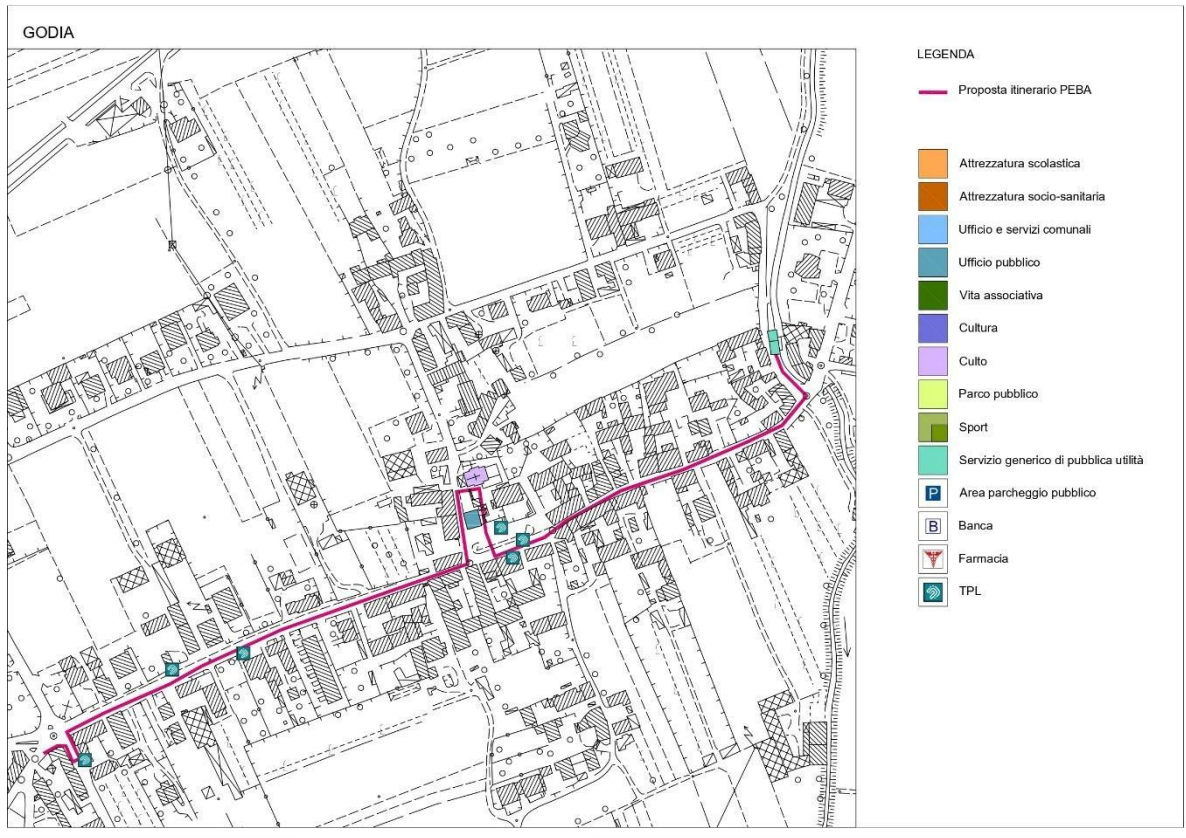 GODIA
LEGENDA
Proposta itinerario PEBA
Attrezzatura scolastica
Attrezzatura socio-sanitaria
Ufficio e servizi comunali
Ufficio pubblico
Vita associativa
Cultura
Culto
Parco pubblico
Sport
Servizio generico di pubblica utilità
P Area parcheggio pubblico
B Banca
Farmacia
TPL